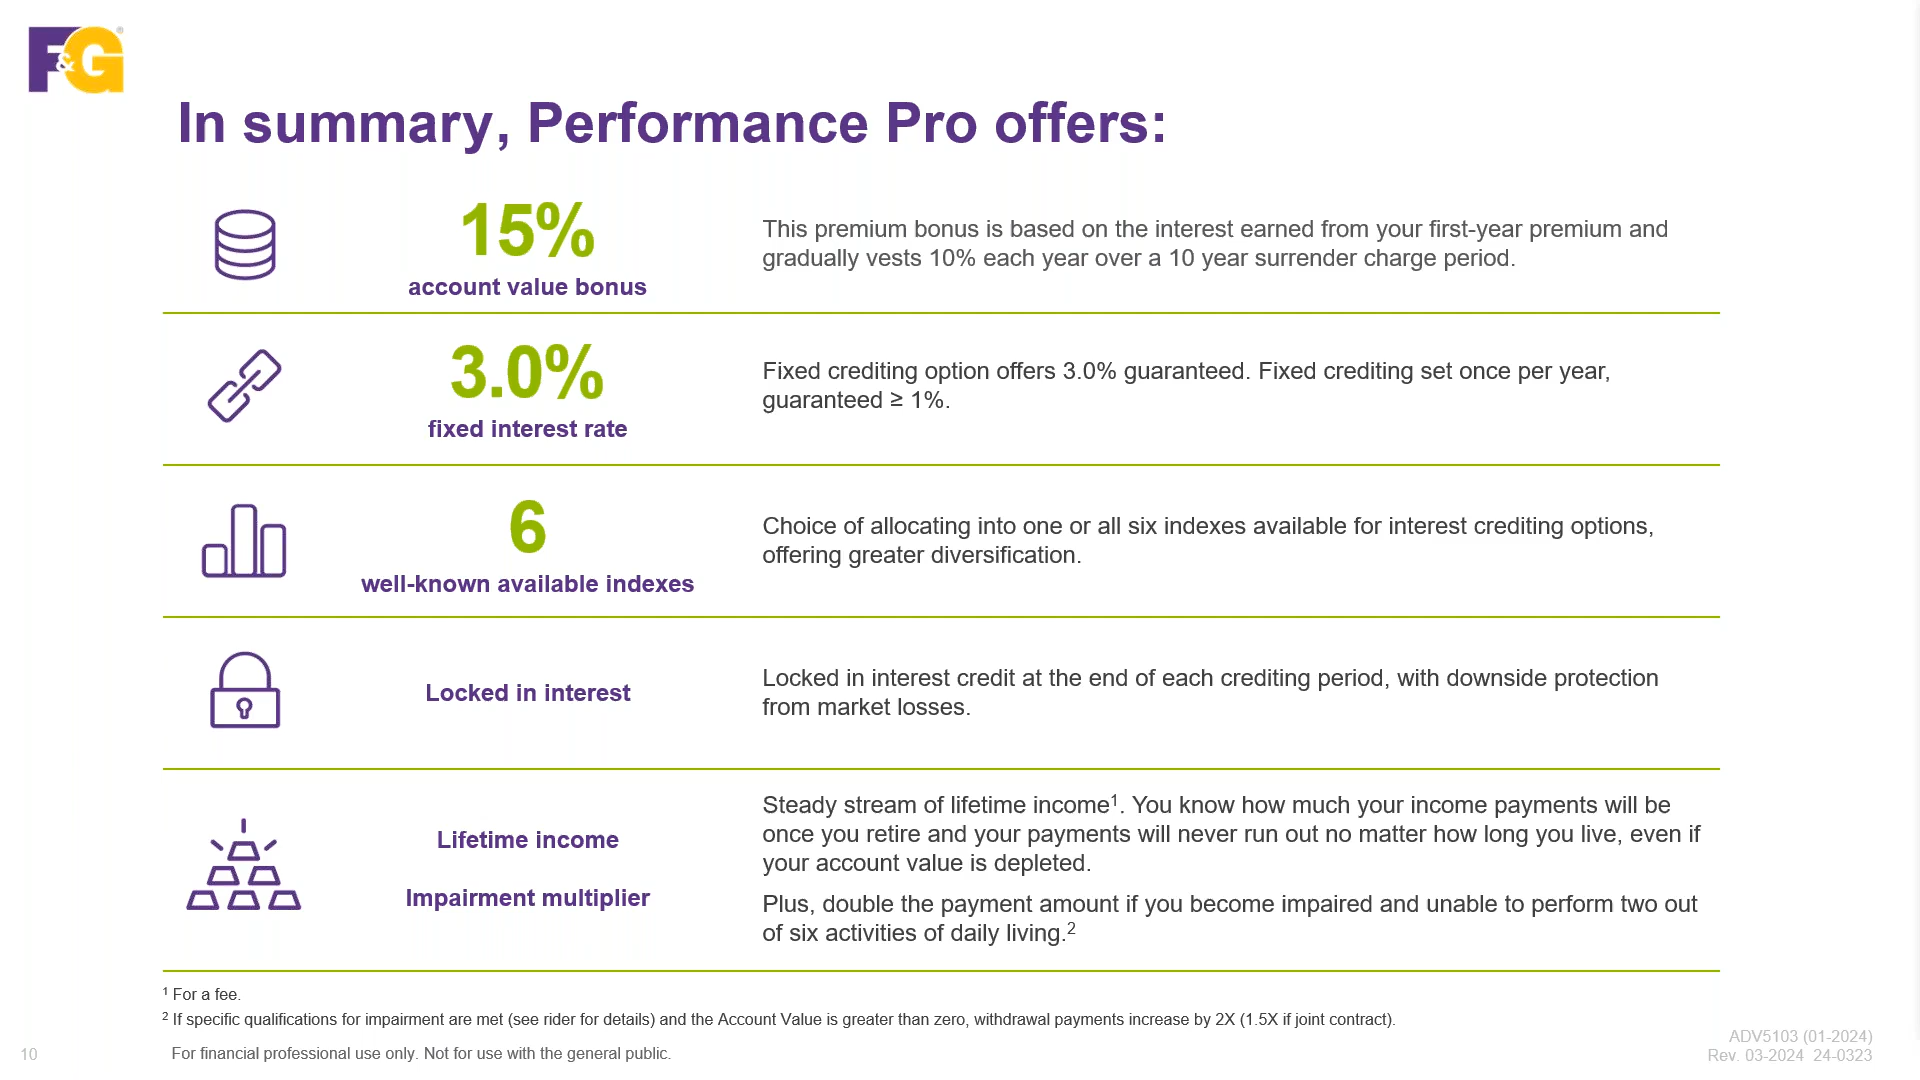 F&G®
In summary, Performance Pro offers:
15%
account value bonus
This premium bonus is based on the interest earned from your first-year premium and
gradually vests 10% each year over a 10 year surrender charge period.
3.0%
fixed interest rate
Fixed crediting option offers 3.0% guaranteed. Fixed crediting set once per year,
guaranteed ≥ 1%.
6
well-known available indexes
Choice of allocating into one or all six indexes available for interest crediting options,
offering greater diversification.
Locked in interest
Locked in interest credit at the end of each crediting period, with downside protection
from market losses.
Lifetime income
Steady stream of lifetime income¹. You know how much your income payments will be
once you retire and your payments will never run out no matter how long you live, even if
your account value is depleted.
Impairment multiplier
Plus, double the payment amount if you become impaired and unable to perform two out
of six activities of daily living.²
¹ For a fee.
² If specific qualifications for impairment are met (see rider for details) and the Account Value is greater than zero, withdrawal payments increase by 2X (1.5X if joint contract).
10
For financial professional use only. Not for use with the general public.
ADV5103 (01-2024)
Rev. 03-2024 24-0323